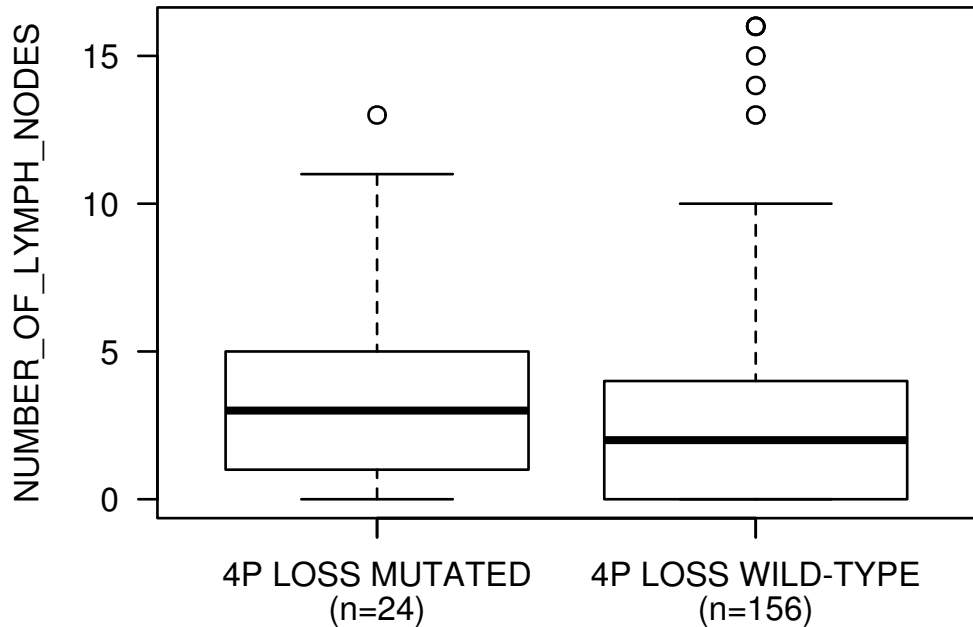 NUMBER_OF_LYMPH_NODES
15
10
5
0
4P LOSS MUTATED
(n=24)
4P LOSS WILD-TYPE
(n=156)